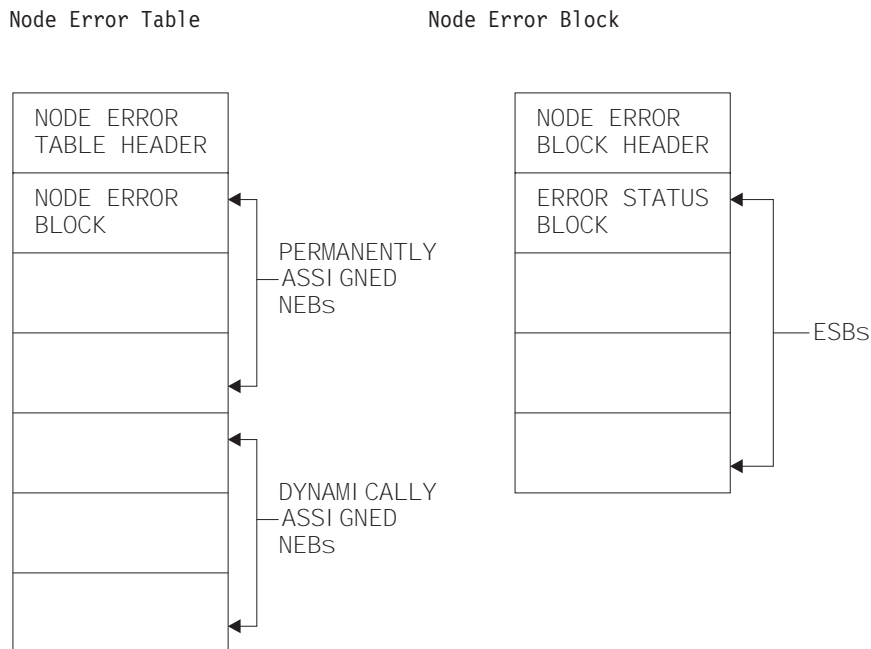 Node Error Table
Node Error Block
NODE ERROR
TABLE HEADER
NODE ERROR
BLOCK
PERMANENTLY
ASSIGNED
NEBs
DYNAMICALLY
ASSIGNED
NEBs
NODE ERROR
BLOCK HEADER
ERROR STATUS
BLOCK
ESBs